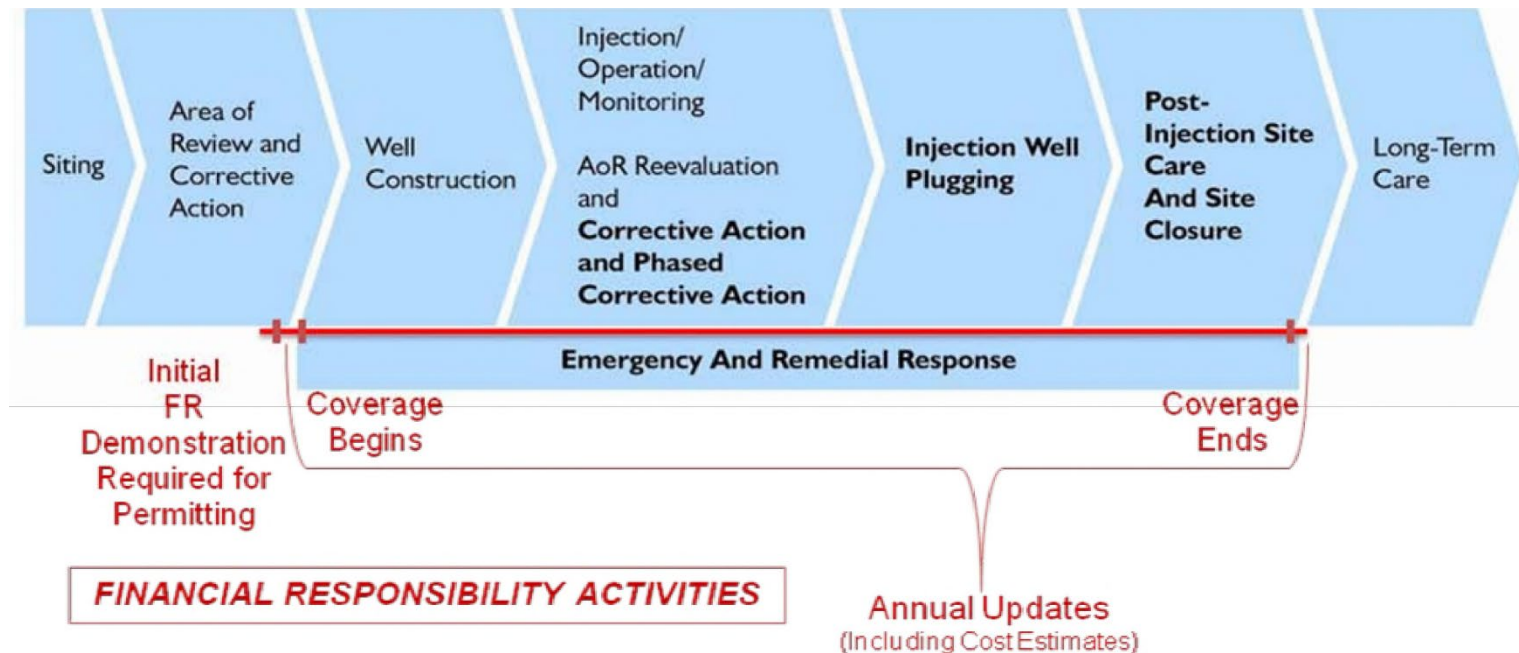 Siting
Area of
Review and
Corrective
Action
Well
Construction
Injection/
Operation/
Monitoring
AoR Reevaluation
and
Corrective Action
and Phased
Corrective Action
Injection Well
Plugging
Post-
Injection Site
Care
And Site
Closure
Long-Term
Care
Emergency And Remedial Response
Initial
FR
Demonstration
Required for
Permitting
Coverage
Begins
Coverage
Ends
FINANCIAL RESPONSIBILITY ACTIVITIES
Annual Updates
(Including Cost Estimates)